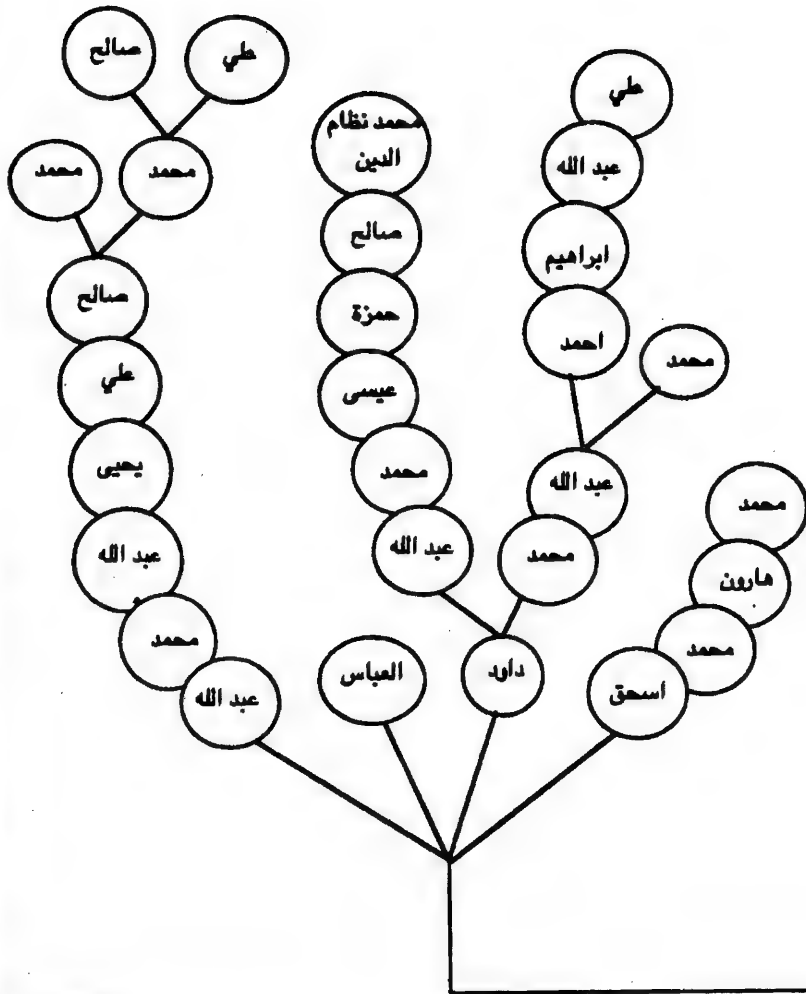 صالح
علي
محمد
محمد
صالح
علي
يحيى
عبد الله
محمد
عبد الله
محمد نظام
الدين
صالح
حمزة
عيسى
محمد
عبد الله
العباس
علي
عبد الله
ابراهيم
احمد
محمد
عبد الله
محمد
داود
محمد
هارون
محمد
اسحق